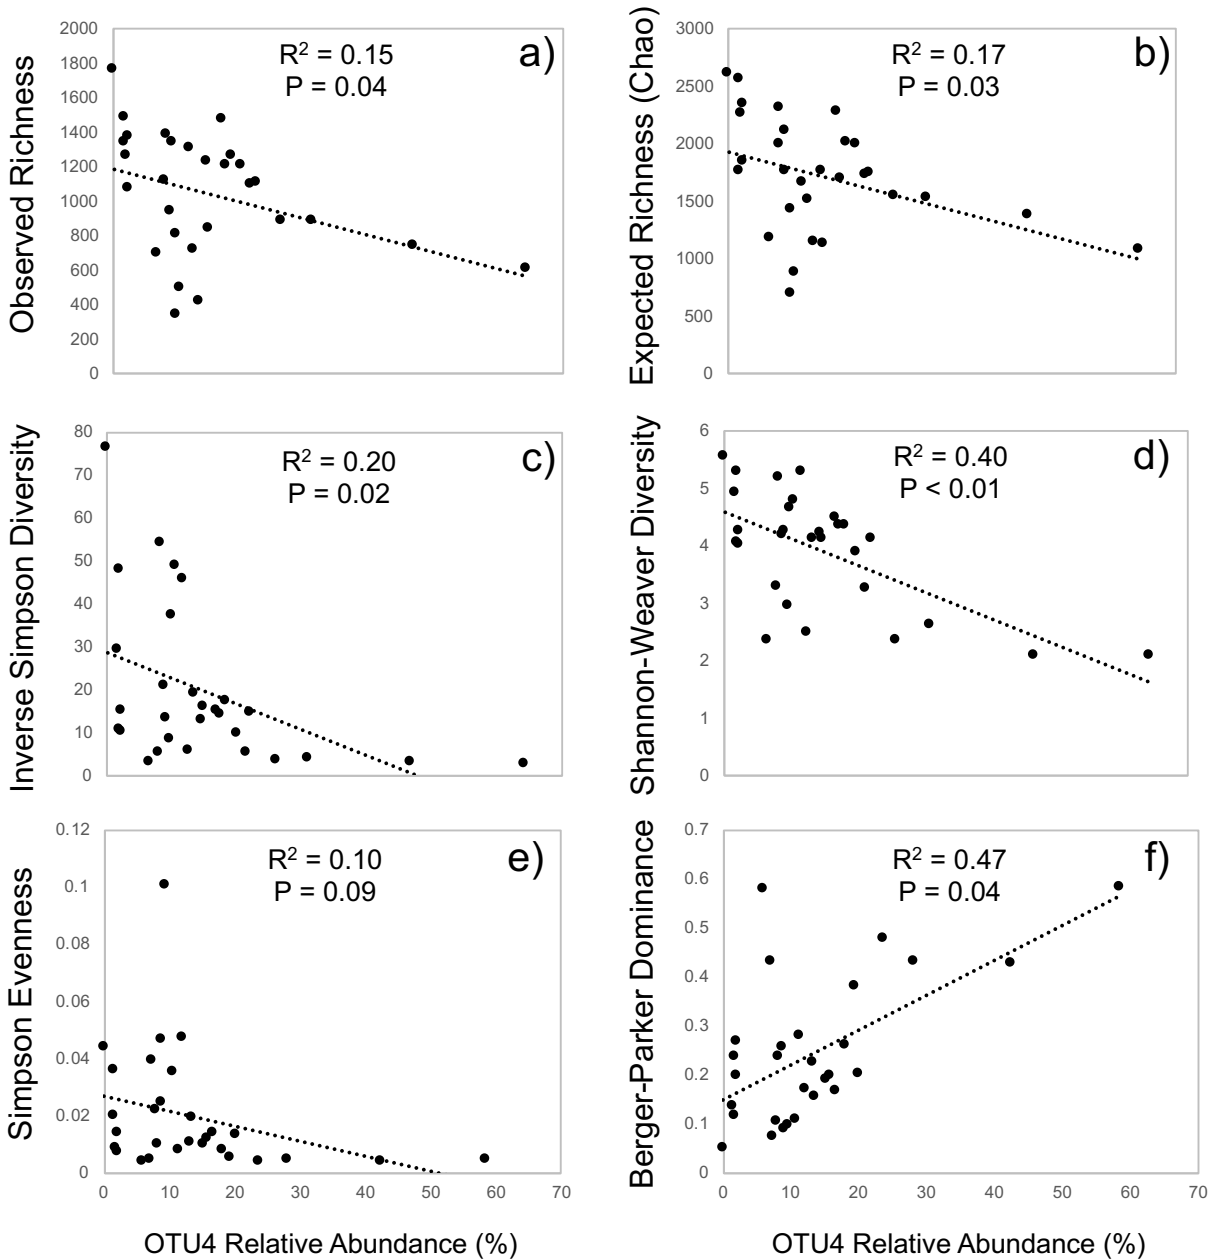 Observed Richness
2000
1800
1600
1400
1200
1000
800
600
400
200
0
R² = 0.15
P = 0.04
a)
Expected Richness (Chao)
3000
2500
2000
1500
1000
500
0
R² = 0.17
P = 0.03
b)
Inverse Simpson Diversity
80
70
60
50
40
30
20
10
0
R² = 0.20
P = 0.02
c)
Shannon-Weaver Diversity
6
5
4
3
2
1
0
R² = 0.40
P < 0.01
d)
Simpson Evenness
0.12
0.1
0.08
0.06
0.04
0.02
0
R² = 0.10
P = 0.09
e)
0 10 20 30 40 50 60 70
OTU4 Relative Abundance (%)
Berger-Parker Dominance
0.7
0.6
0.5
0.4
0.3
0.2
0.1
0
R² = 0.47
P = 0.04
f)
0 10 20 30 40 50 60 70
OTU4 Relative Abundance (%)